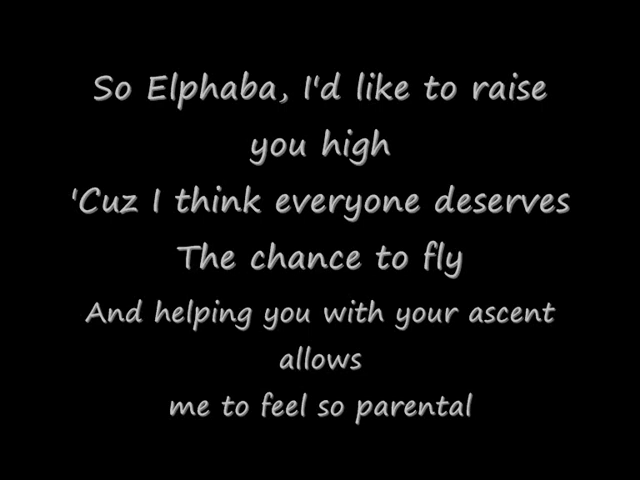 So Elphaba, I'd like to raise
you high
'Cuz I think everyone deserves
The chance to fly
And helping you with your ascent
allows
me to feel so parental